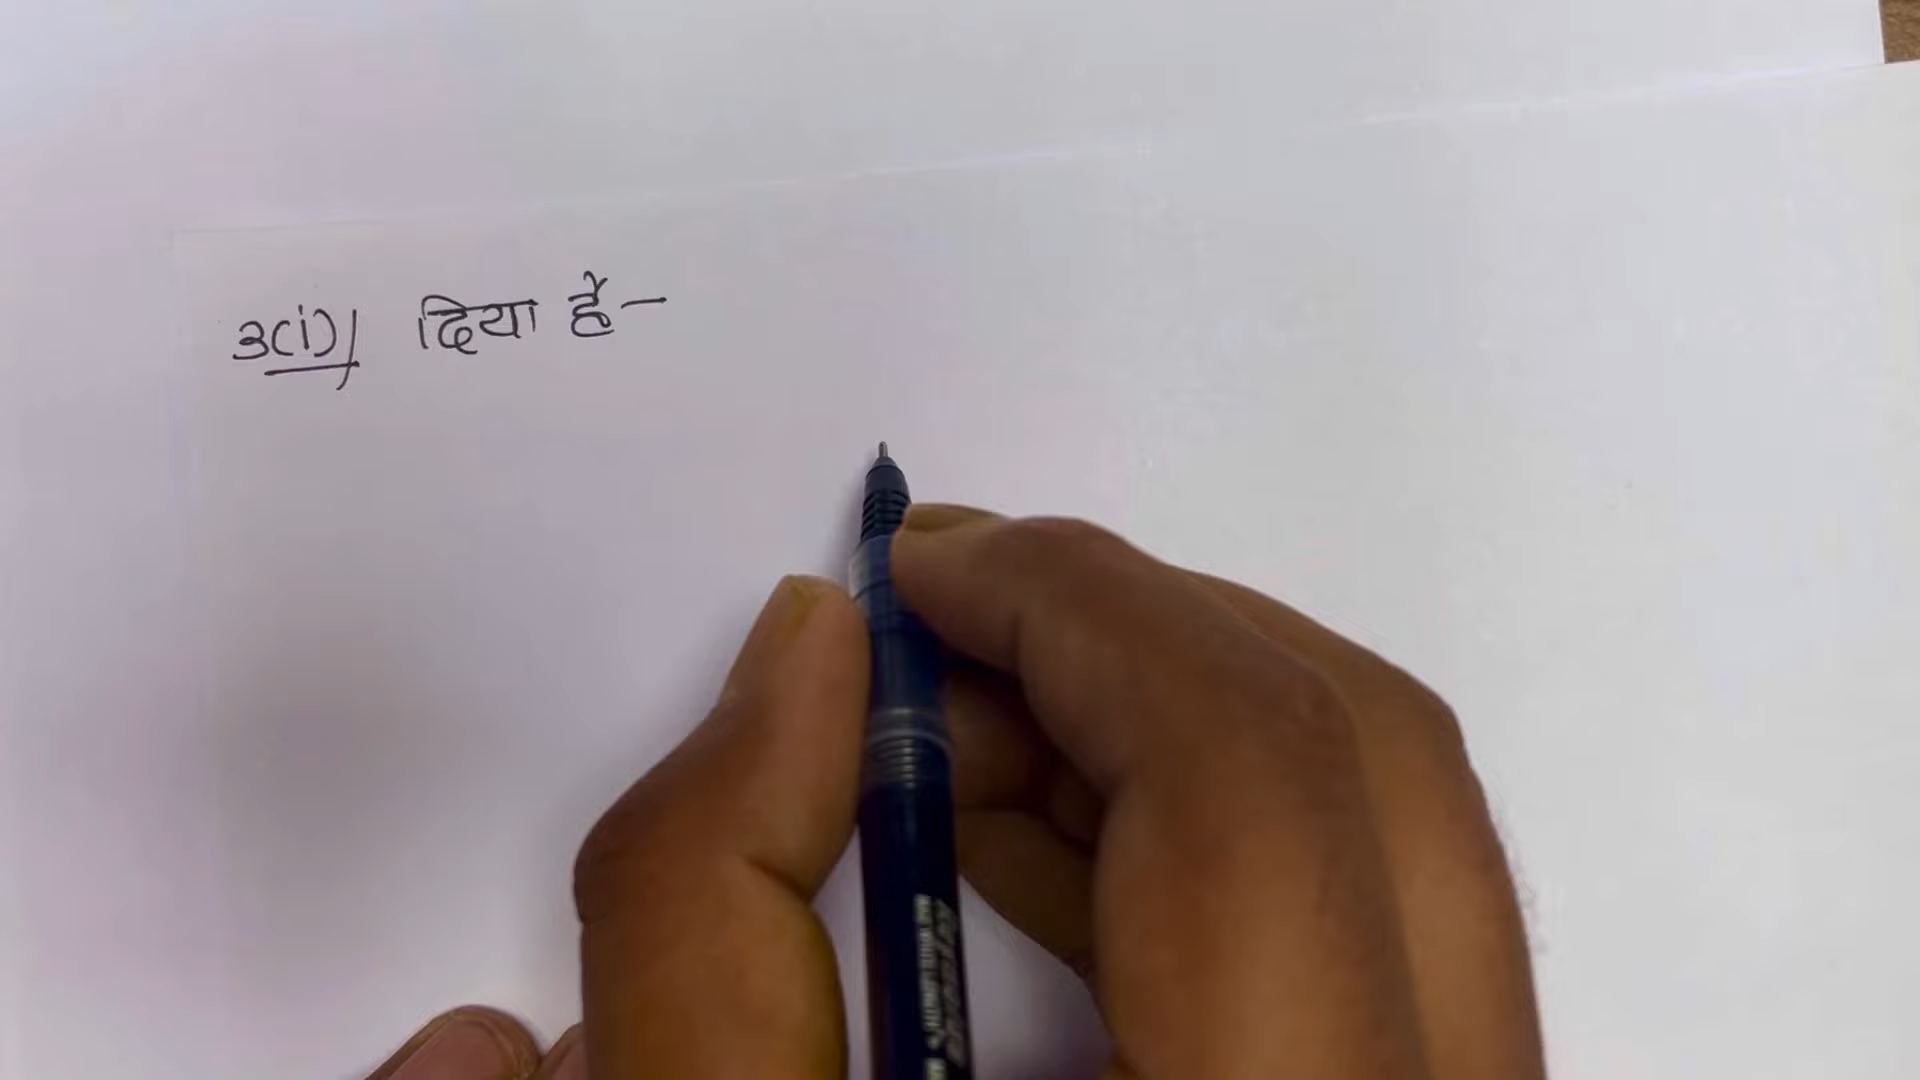 3(i)/ दिया है -